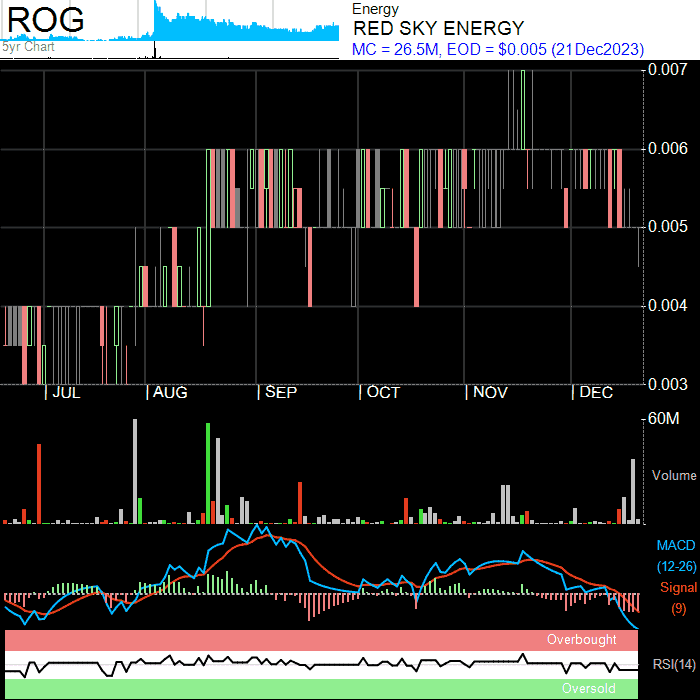 ROG
5yr Chart
Energy
RED SKY ENERGY
MC = 26.5M, EOD = $0.005 (21Dec2023)
0.007
0.006
0.005
0.004
0.003
JUL AUG SEP OCT NOV DEC
60M
Volume
MACD
(12-26)
Signal
(9)
Overbought
RSI(14)
Oversold